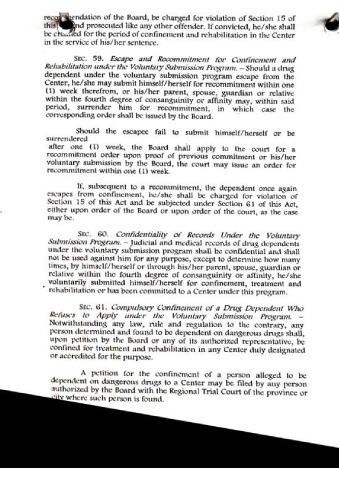 endation of the Board, be charged for violation of Section 15 of
this nd prosecuted like any other offender. If convicted, he/she shall
be for the period of confinement and rehabilitation in the Center
in the service of his/her sentence.
SEC. 59. Escape and Recommitment for Confinement and
Rehabilitation under the Voluntary Submission Program. – Should a drug
dependent under the voluntary submission program escape from the
Center, he/she may submit himself/herself for recommitment within one
(1) week therefrom, or his/her parent, spouse, guardian or relative
within the fourth degree of consanguinity or affinity may, within said
period, surrender him for recommitment, in which case the
corresponding order shall be issued by the Board.
Should the escapee fail to submit himself/herself or be
surrendered
after one (1) week, the Board shall apply to the court for a
recommitment order upon proof of previous commitment or his/her
voluntary submission by the Board, the court may issue an order for
recommitment within one (1) week.
If, subsequent to a recommitment, the dependent once again
escapes from confinement, he/she shall be charged for violation of
Section 15 of this Act and be subjected under Section 61 of this Act,
either upon order of the Board or upon order of the court, as the case
may be.
SEC. 60. Confidentiality of Records Under the Voluntary
Submission Program. – Judicial and medical records of drug dependents
under the voluntary submission program shall be confidential and shall
not be used against him for any purpose, except to determine how many
times, by himself/herself or through his/her parent, spouse, guardian or
relative within the fourth degree of consanguinity or affinity, he/she
voluntarily submitted himself/herself for confinement, treatment and
rehabilitation or has been committed to a Center under this program.
SEC. 61. Compulsory Confinement of a Drug Dependent Who
Refuses to Apply under the Voluntary Submission Program. –
Notwithstanding any law, rule and regulation to the contrary, any
person determined and found to be dependent on dangerous drugs shall,
upon petition by the Board or any of its authorized representative, be
confined for treatment and rehabilitation in any Center duly designated
or accredited for the purpose.
A petition for the confinement of a person alleged to be
dependent on dangerous drugs to a Center may be filed by any person
authorized by the Board with the Regional Trial Court of the province or
city where such person is found.